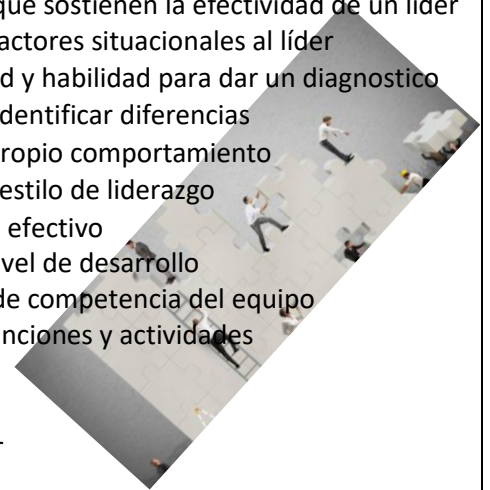 que sostienen la efectividad de un líder
actores situacionales al líder
d y habilidad para dar un diagnostico
dentificar diferencias
ropio comportamiento
estilo de liderazgo
efectivo
vel de desarrollo
de competencia del equipo
nciones y actividades